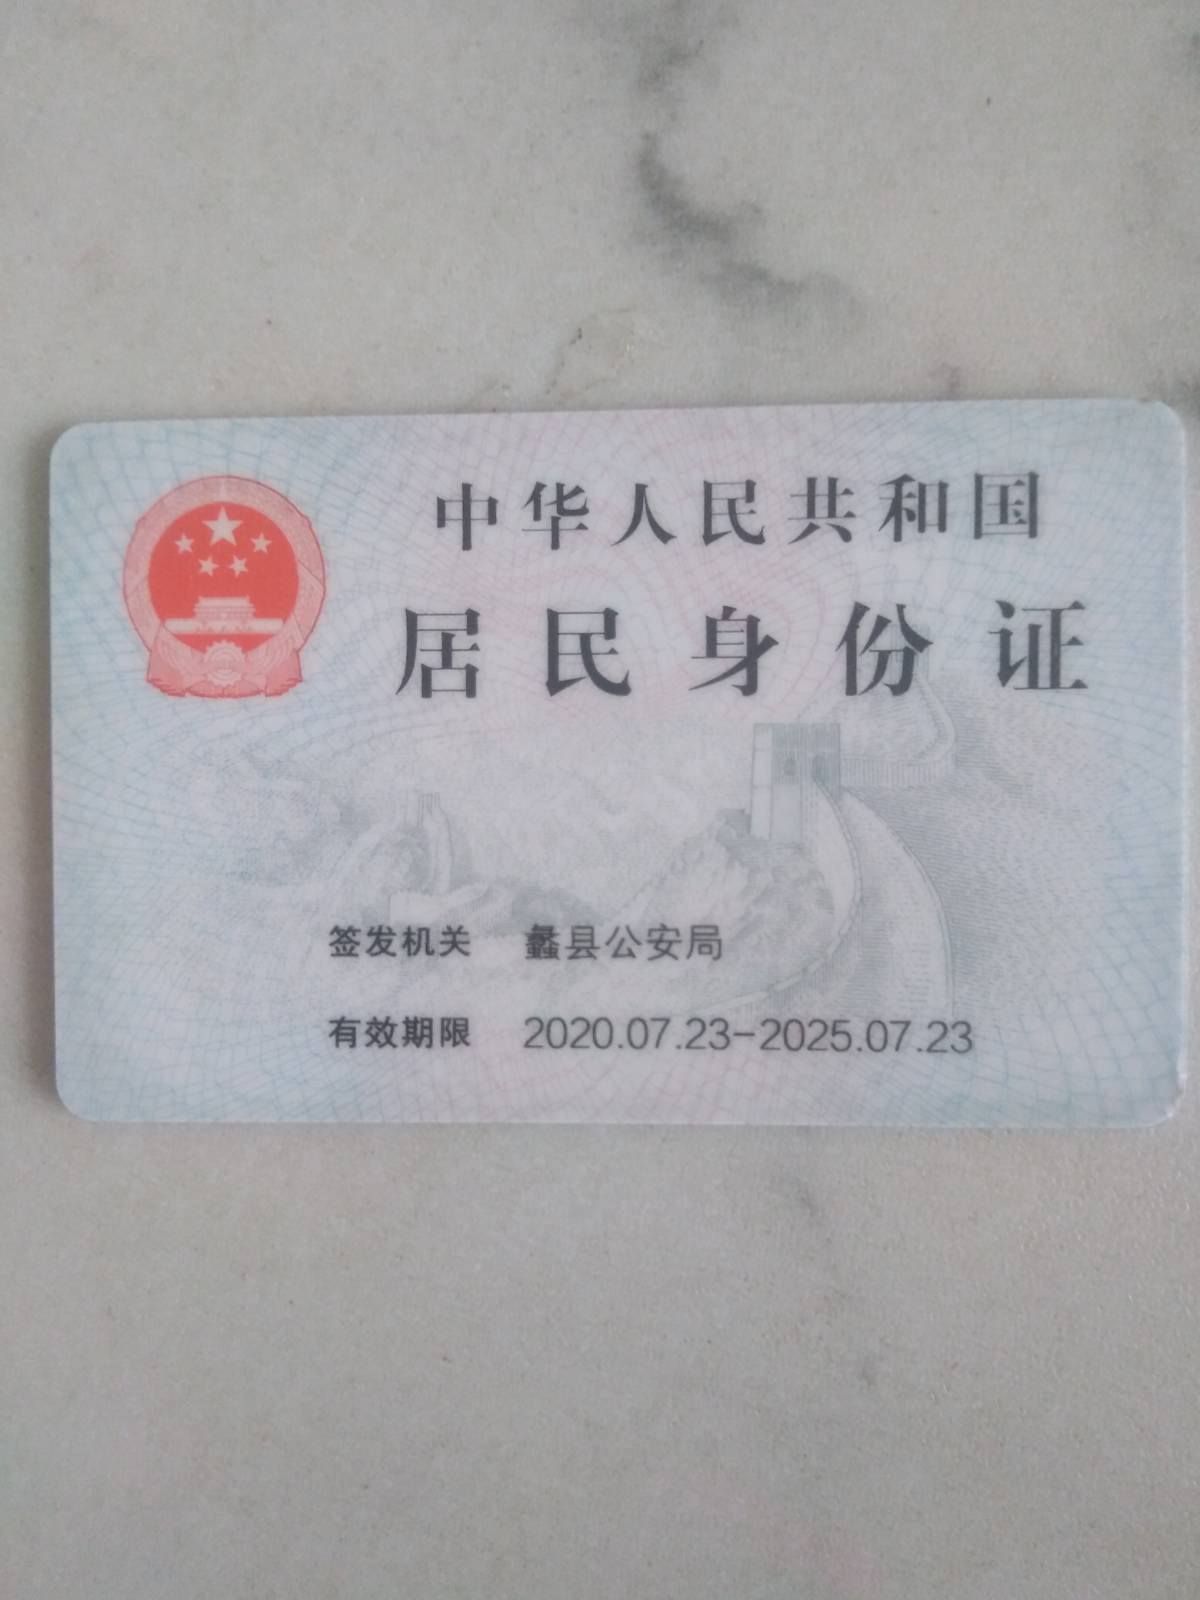 中华人民共和国
居民身份证
签发机关 蠡县公安局
有效期限 2020.07.23-2025.07.23